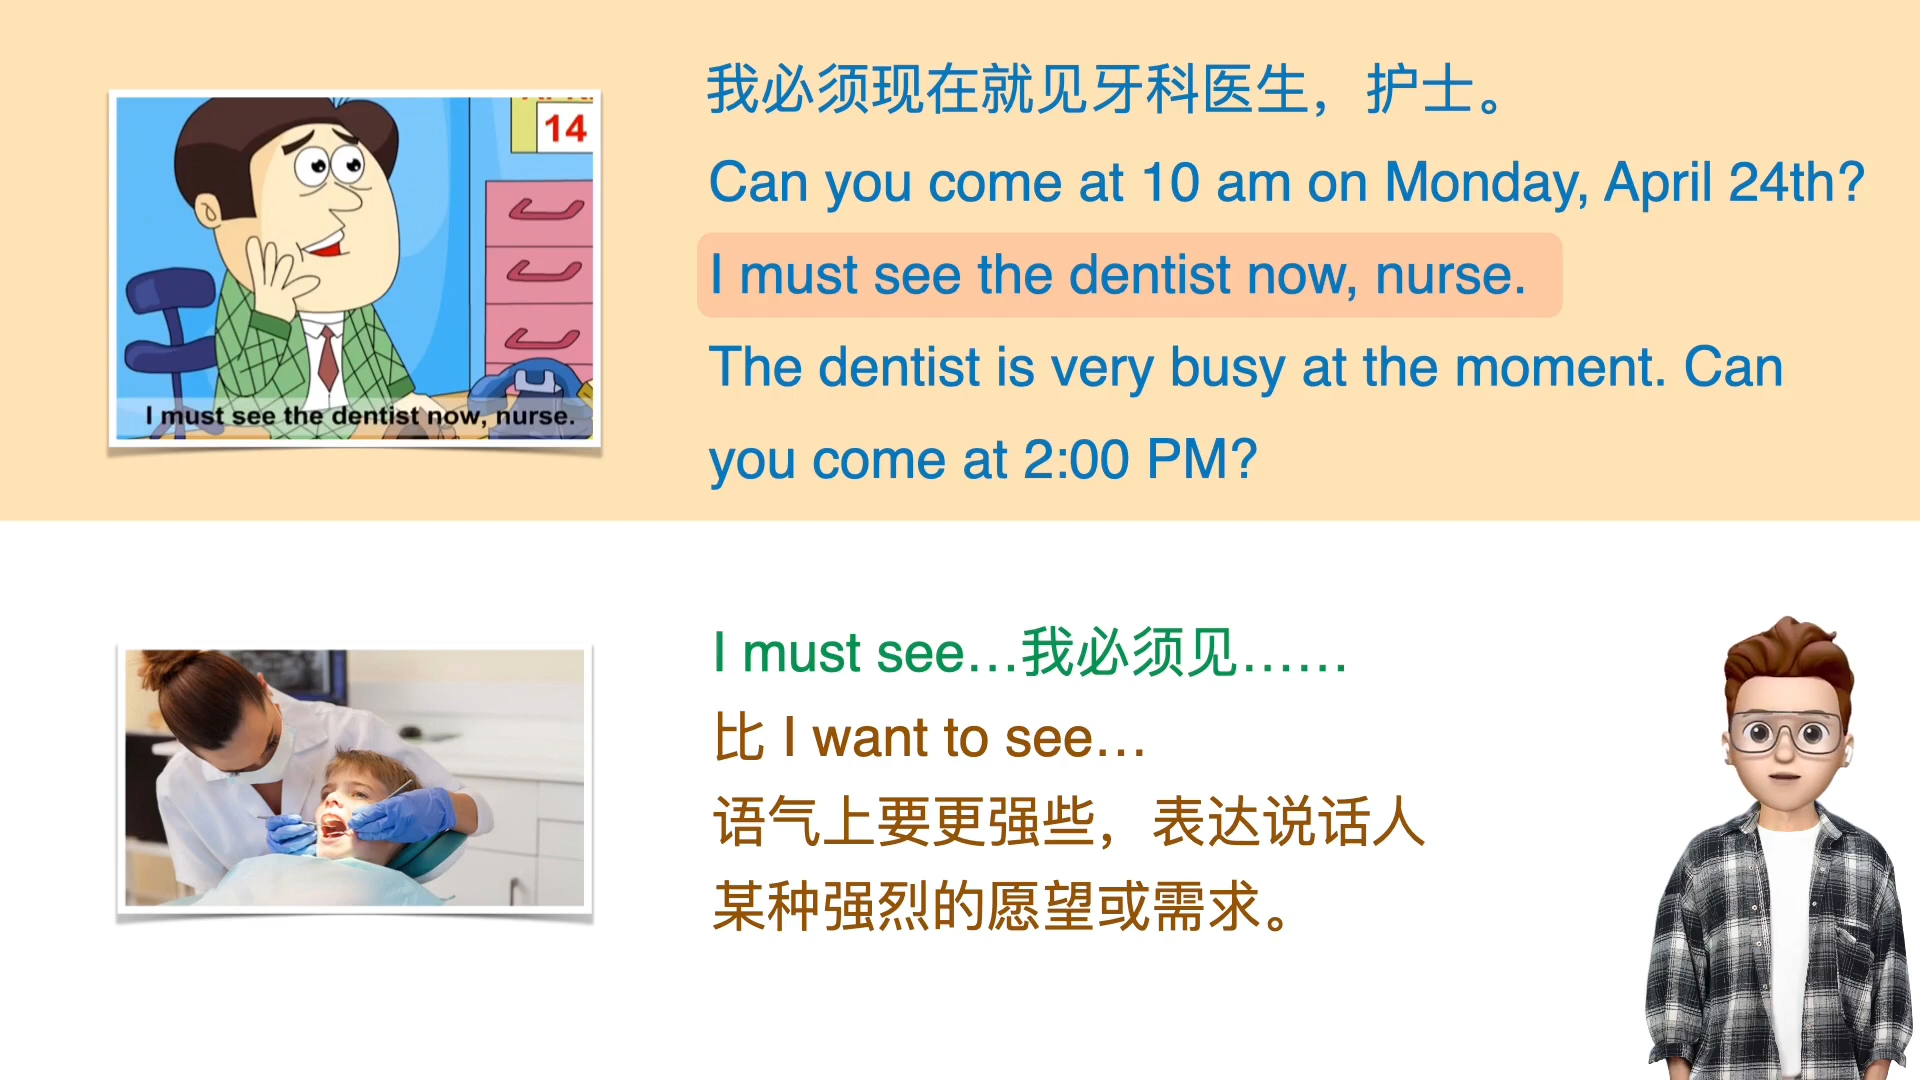 我必须现在就见牙科医生，护士。
Can you come at 10 am on Monday, April 24th?
I must see the dentist now, nurse.
The dentist is very busy at the moment. Can
you come at 2:00 PM?
14
I must see the dentist now, nurse.
I must see…我必须见……
比 I want to see…
语气上要更强些，表达说话人
某种强烈的愿望或需求。